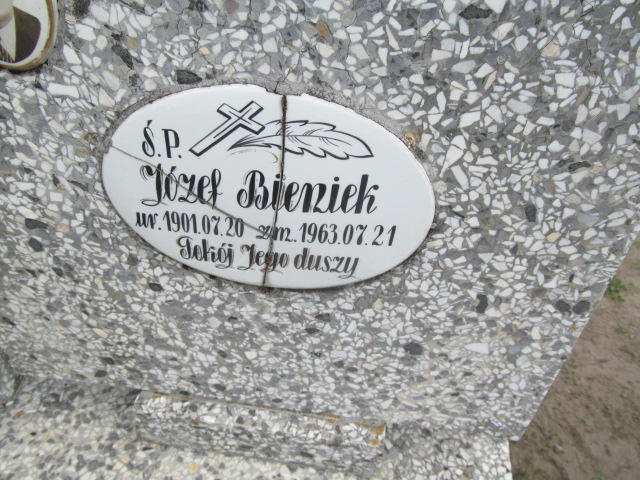 Ś.P.
Józef Bieniek
ur. 1901.07.20 zm. 1963.07.21
Pokój Jego duszy